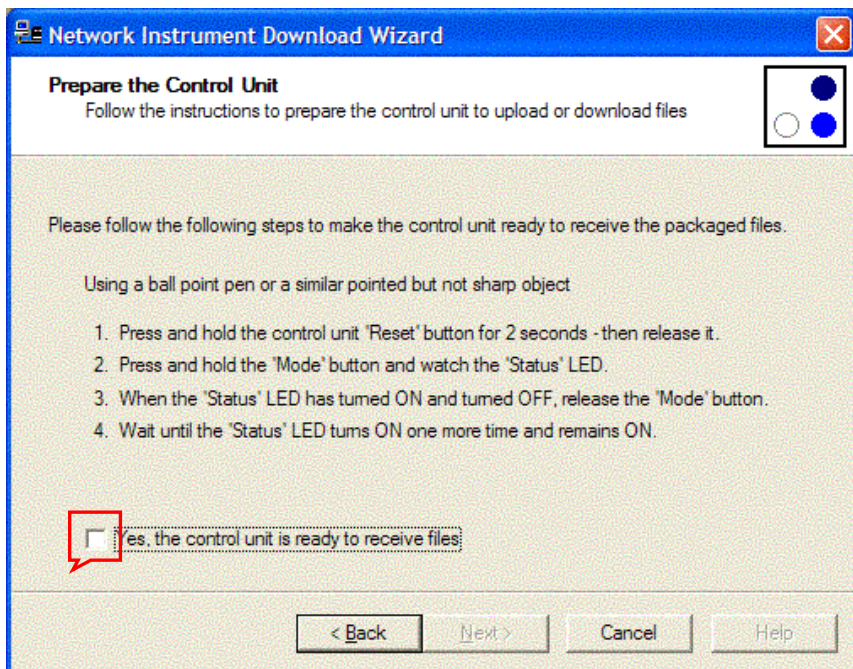 Network Instrument Download Wizard
Prepare the Control Unit
Follow the instructions to prepare the control unit to upload or download files
Please follow the following steps to make the control unit ready to receive the packaged files.
Using a ball point pen or a similar pointed but not sharp object
1. Press and hold the control unit "Reset" button for 2 seconds - then release it.
2. Press and hold the "Mode" button and watch the "Status" LED.
3. When the "Status" LED has turned ON and turned OFF, release the "Mode" button.
4. Wait until the "Status" LED turns ON one more time and remains ON.
Yes, the control unit is ready to receive files
< Back Next > Cancel Help